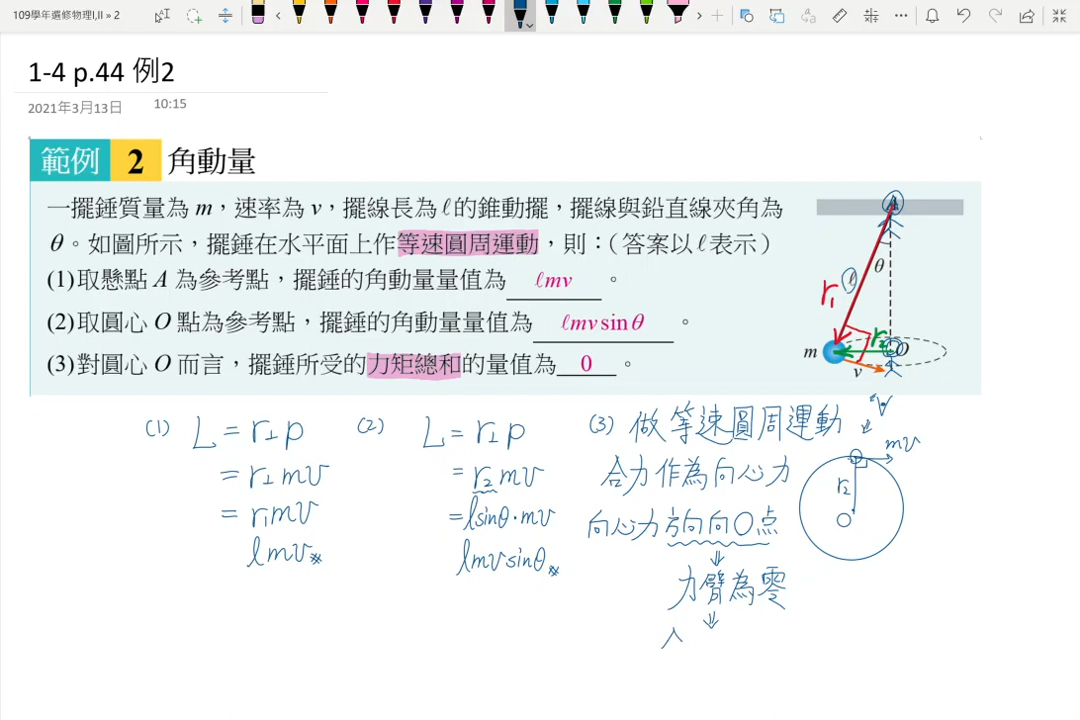 109學年選修物理I,II » 2
1-4 p.44 例2
2021年3月13日 10:15
範例 2 角動量
一擺錘質量為 m，速率為 v，擺線長為 ℓ 的錐動擺，擺線與鉛直線夾角為
θ。如圖所示，擺錘在水平面上作等速圓周運動，則：（答案以 ℓ 表示）
(1)取懸點 A 為參考點，擺錘的角動量量值為 ℓmv 。
(2)取圓心 O 點為參考點，擺錘的角動量量值為 ℓmv sin θ 。
(3)對圓心 O 而言，擺錘所受的力矩總和的量值為 0 。
A
θ
ℓ
r₁
r₂
O
m
v
(1) L = r⊥ p
= r⊥ mv
= r₁ mv
ℓmv
(2) L = r⊥ p
= r₂ mv
= ℓsinθ·mv
ℓmvsinθ
(3) 做等速圓周運動
合力作為向心力
向心力方向向O点
⇓
力臂為零
⇓
mv
r₂
O